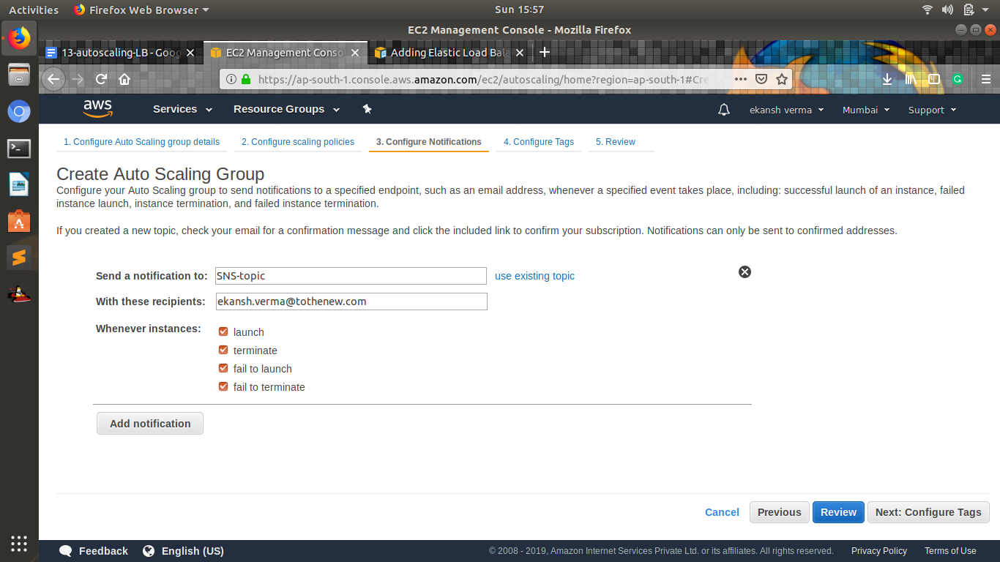 Activities Firefox Web Browser Sun 15:57
EC2 Management Console - Mozilla Firefox
13-autoscaling-LB - Goog EC2 Management Conso Adding Elastic Load Bala
https://ap-south-1.console.aws.amazon.com/ec2/autoscaling/home?region=ap-south-1#Cre
aws Services Resource Groups ekansh verma Mumbai Support
1. Configure Auto Scaling group details 2. Configure scaling policies 3. Configure Notifications 4. Configure Tags 5. Review
Create Auto Scaling Group
Configure your Auto Scaling group to send notifications to a specified endpoint, such as an email address, whenever a specified event takes place, including: successful launch of an instance, failed
instance launch, instance termination, and failed instance termination.
If you created a new topic, check your email for a confirmation message and click the included link to confirm your subscription. Notifications can only be sent to confirmed addresses.
Send a notification to: SNS-topic use existing topic
With these recipients: ekansh.verma@tothenew.com
Whenever instances: launch
terminate
fail to launch
fail to terminate
Add notification
Cancel Previous Review Next: Configure Tags
Feedback English (US) © 2008 - 2019, Amazon Internet Services Private Ltd. or its affiliates. All rights reserved. Privacy Policy Terms of Use